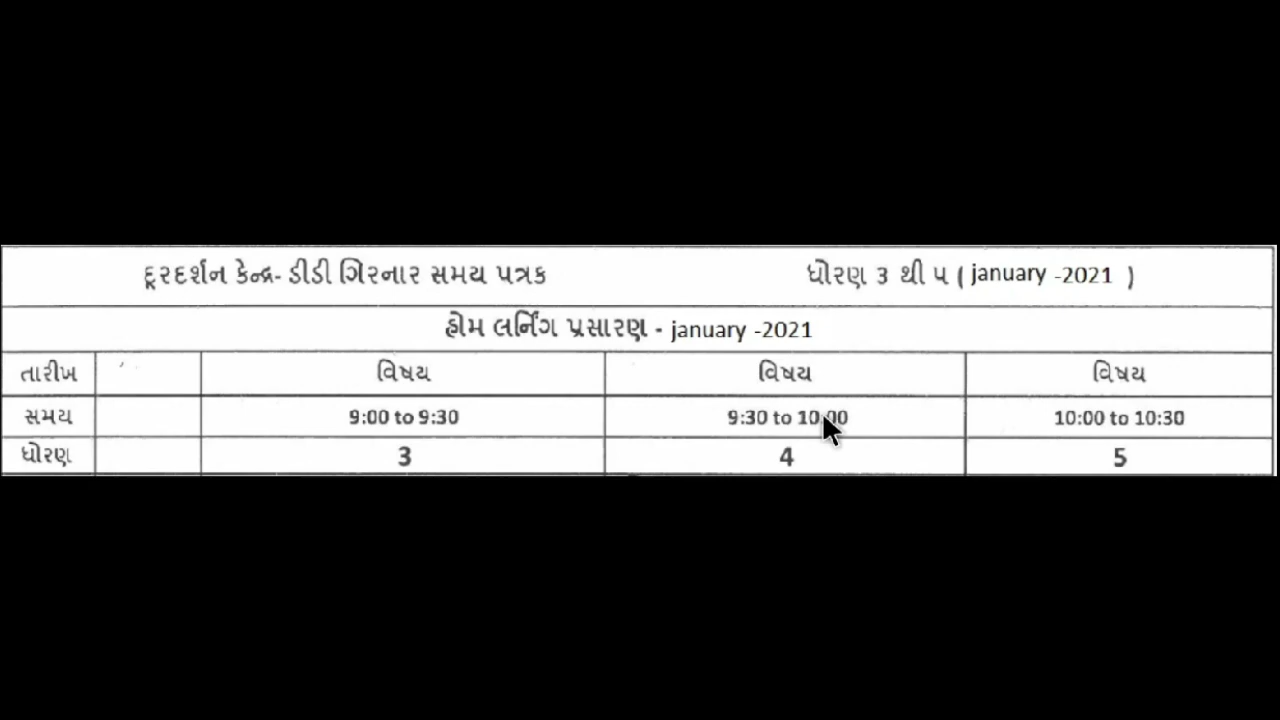 દૂરદર્શન કેન્દ્ર- ડીડી ગિરનાર સમય પત્રક ધોરણ ૩ થી ૫ ( january -2021 )
હોમ લર્નિંગ પ્રસારણ - january -2021
તારીખ વિષય વિષય વિષય
સમય 9:00 to 9:30 9:30 to 10:00 10:00 to 10:30
ધોરણ 3 4 5